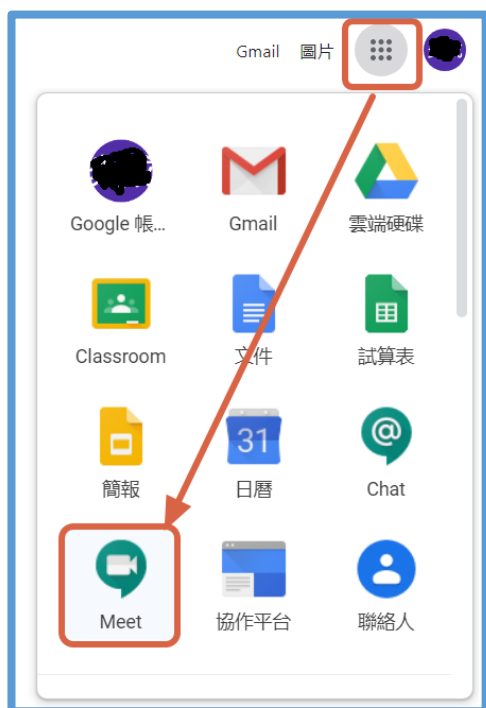 Gmail 圖片
Google 帳... Gmail 雲端硬碟
Classroom 文件 試算表
31 @
簡報 日曆 Chat
Meet 協作平台 聯絡人